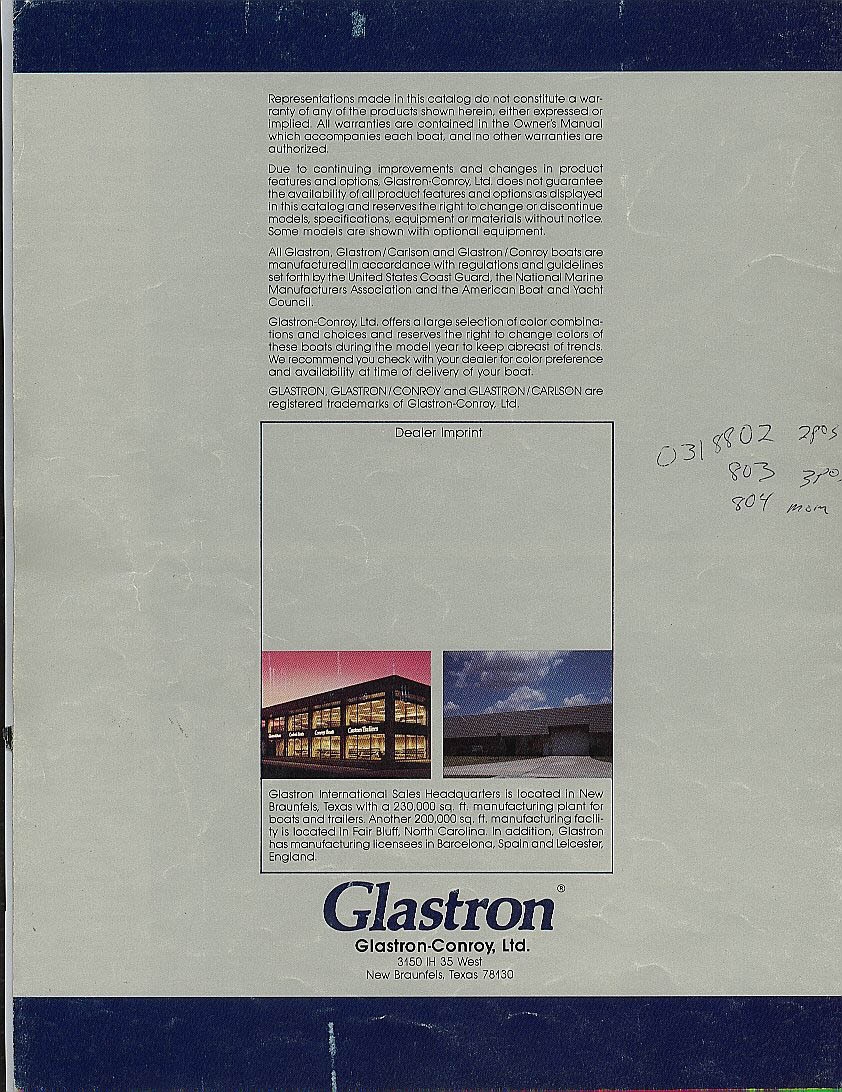 Representations made in this catalog do not constitute a war-
ranty of any of the products shown herein, either expressed or
implied. All warranties are contained in the Owner's Manual
which accompanies each boat, and no other warranties are
authorized.
Due to continuing improvements and changes in product
features and options, Glastron-Conroy, Ltd. does not guarantee
the availability of all product features and options as displayed
in this catalog and reserves the right to change or discontinue
models, specifications, equipment or materials without notice.
Some models are shown with optional equipment.
All Glastron, Glastron/Carlson and Glastron/Conroy boats are
manufactured in accordance with regulations and guidelines
set forth by the United States Coast Guard, the National Marine
Manufacturers Association and the American Boat and Yacht
Council.
Glastron-Conroy, Ltd. offers a large selection of color combina-
tions and choices and reserves the right to change colors of
these boats during the model year to keep abreast of trends.
We recommend you check with your dealer for color preference
and availability at time of delivery of your boat.
GLASTRON, GLASTRON/CONROY and GLASTRON/CARLSON are
registered trademarks of Glastron-Conroy, Ltd.
Dealer Imprint
0318802 2pos
803 3pos
804 mom
Custom Trailers
Glastron International Sales Headquarters is located in New
Braunfels, Texas with a 230,000 sq. ft. manufacturing plant for
boats and trailers. Another 200,000 sq. ft. manufacturing facili-
ty is located in Fair Bluff, North Carolina. In addition, Glastron
has manufacturing licensees in Barcelona, Spain and Leicester,
England.
Glastron®
Glastron-Conroy, Ltd.
3150 IH 35 West
New Braunfels, Texas 78130